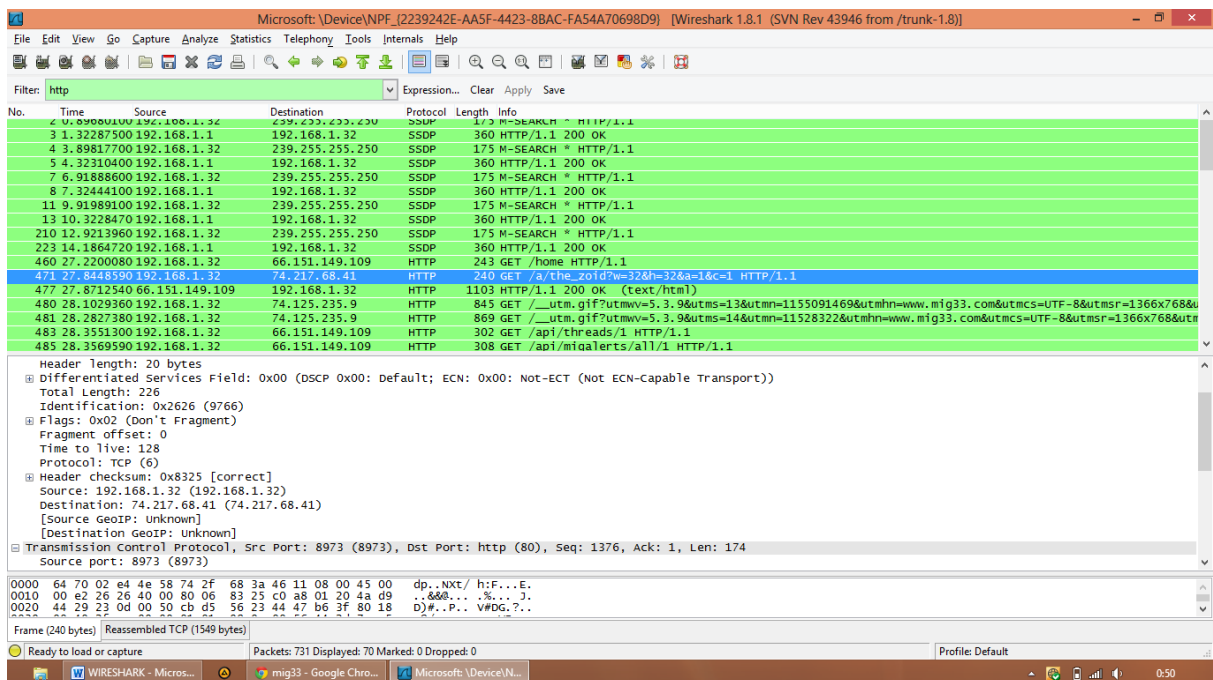 Microsoft: \Device\NPF_{2239242E-AA5F-4423-8BAC-FA54A70698D9} [Wireshark 1.8.1 (SVN Rev 43946 from /trunk-1.8)]
File Edit View Go Capture Analyze Statistics Telephony Tools Internals Help
Filter: http Expression... Clear Apply Save
No. Time Source Destination Protocol Length Info
2 0.89680100 192.168.1.32 239.255.255.250 SSDP 175 M-SEARCH * HTTP/1.1
3 1.32287500 192.168.1.1 192.168.1.32 SSDP 360 HTTP/1.1 200 OK
4 3.89817700 192.168.1.32 239.255.255.250 SSDP 175 M-SEARCH * HTTP/1.1
5 4.32310400 192.168.1.1 192.168.1.32 SSDP 360 HTTP/1.1 200 OK
7 6.91888600 192.168.1.32 239.255.255.250 SSDP 175 M-SEARCH * HTTP/1.1
8 7.32444100 192.168.1.1 192.168.1.32 SSDP 360 HTTP/1.1 200 OK
11 9.91989100 192.168.1.32 239.255.255.250 SSDP 175 M-SEARCH * HTTP/1.1
13 10.3228470 192.168.1.1 192.168.1.32 SSDP 360 HTTP/1.1 200 OK
210 12.9213960 192.168.1.32 239.255.255.250 SSDP 175 M-SEARCH * HTTP/1.1
223 14.1864720 192.168.1.1 192.168.1.32 SSDP 360 HTTP/1.1 200 OK
460 27.2200080 192.168.1.32 66.151.149.109 HTTP 243 GET /home HTTP/1.1
471 27.8448590 192.168.1.32 74.217.68.41 HTTP 240 GET /a/the_zoid?w=32&h=32&a=1&c=1 HTTP/1.1
477 27.8712540 66.151.149.109 192.168.1.32 HTTP 1103 HTTP/1.1 200 OK (text/html)
480 28.1029360 192.168.1.32 74.125.235.9 HTTP 845 GET /__utm.gif?utmwv=5.3.9&utms=13&utmn=1155091469&utmhn=www.mig33.com&utmcs=UTF-8&utmsr=1366x768&u
481 28.2827380 192.168.1.32 74.125.235.9 HTTP 869 GET /__utm.gif?utmwv=5.3.9&utms=14&utmn=11528322&utmhn=www.mig33.com&utmcs=UTF-8&utmsr=1366x768&utm
483 28.3551300 192.168.1.32 66.151.149.109 HTTP 302 GET /api/threads/1 HTTP/1.1
485 28.3569590 192.168.1.32 66.151.149.109 HTTP 308 GET /api/migalerts/all/1 HTTP/1.1
Header length: 20 bytes
Differentiated Services Field: 0x00 (DSCP 0x00: Default; ECN: 0x00: Not-ECT (Not ECN-Capable Transport))
Total Length: 226
Identification: 0x2626 (9766)
Flags: 0x02 (Don't Fragment)
Fragment offset: 0
Time to live: 128
Protocol: TCP (6)
Header checksum: 0x8325 [correct]
Source: 192.168.1.32 (192.168.1.32)
Destination: 74.217.68.41 (74.217.68.41)
[Source GeoIP: Unknown]
[Destination GeoIP: Unknown]
Transmission Control Protocol, Src Port: 8973 (8973), Dst Port: http (80), Seq: 1376, Ack: 1, Len: 174
Source port: 8973 (8973)
0000 64 70 02 e4 4e 58 74 2f 68 3a 46 11 08 00 45 00 dp..NXt/ h:F...E.
0010 00 e2 26 26 40 00 80 06 83 25 c0 a8 01 20 4a d9 ..&&@... .%... J.
0020 44 29 23 0d 00 50 cb d5 56 23 44 47 b6 3f 80 18 D)#..P.. V#DG.?..
Frame (240 bytes) Reassembled TCP (1549 bytes)
Ready to load or capture Packets: 731 Displayed: 70 Marked: 0 Dropped: 0 Profile: Default
WIRESHARK - Micros... mig33 - Google Chro... Microsoft: \Device\N... 0:50